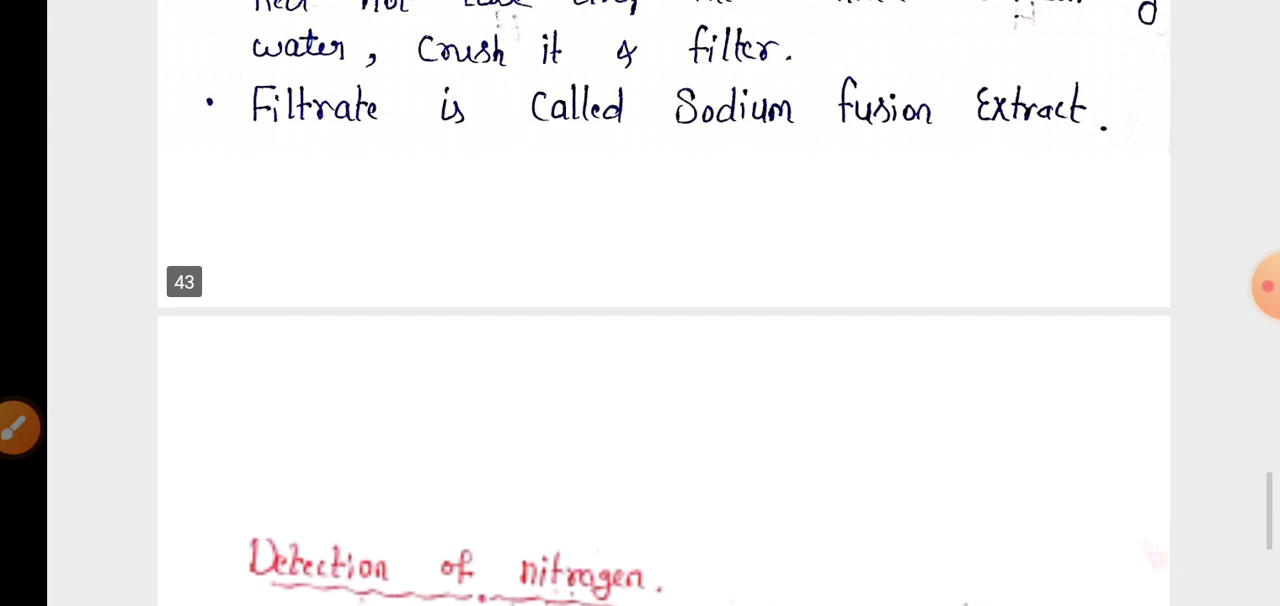 water, Crush it & filter.
• Filtrate is Called Sodium fusion Extract.
43
Detection of nitrogen.